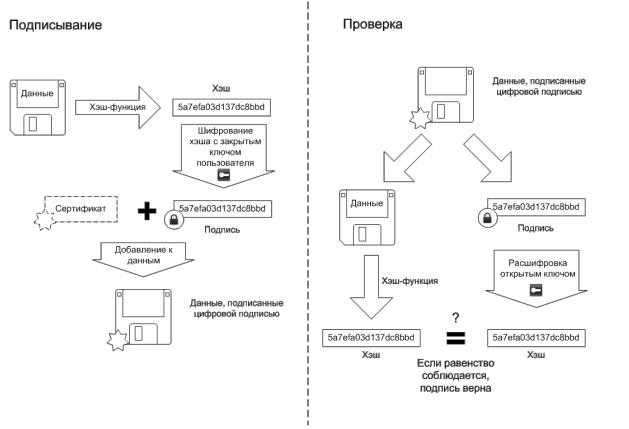 Подписывание
Данные
Хэш-функция
Хэш
5a7efa03d137dc8bbd
Шифрование
хэша с закрытым
ключом
пользователя
Сертификат
+
5a7efa03d137dc8bbd
Подпись
Добавление к
данным
Данные, подписанные
цифровой подписью
Проверка
Данные, подписанные
цифровой подписью
Данные
5a7efa03d137dc8bbd
Подпись
Хэш-функция
Расшифровка
открытым ключом
5a7efa03d137dc8bbd
Хэш
?
=
5a7efa03d137dc8bbd
Хэш
Если равенство
соблюдается,
подпись верна